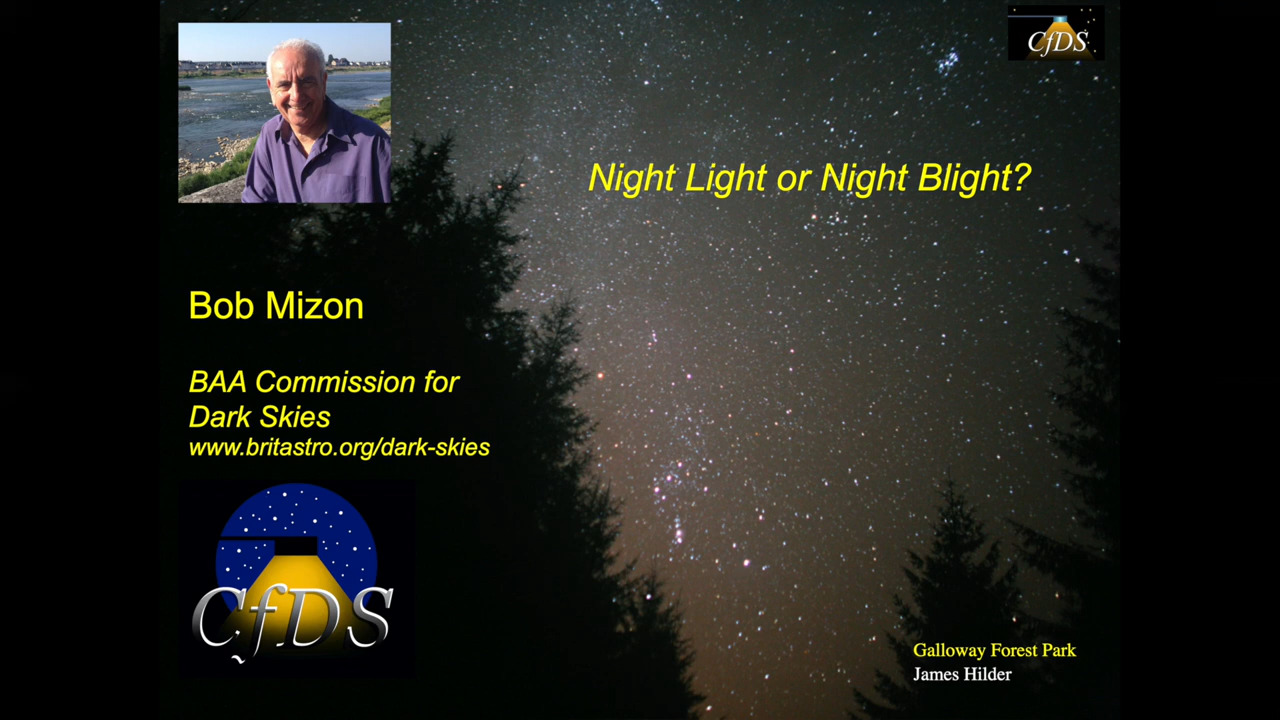 CfDS
Night Light or Night Blight?
Bob Mizon
BAA Commission for
Dark Skies
www.britastro.org/dark-skies
CfDS
Galloway Forest Park
James Hilder